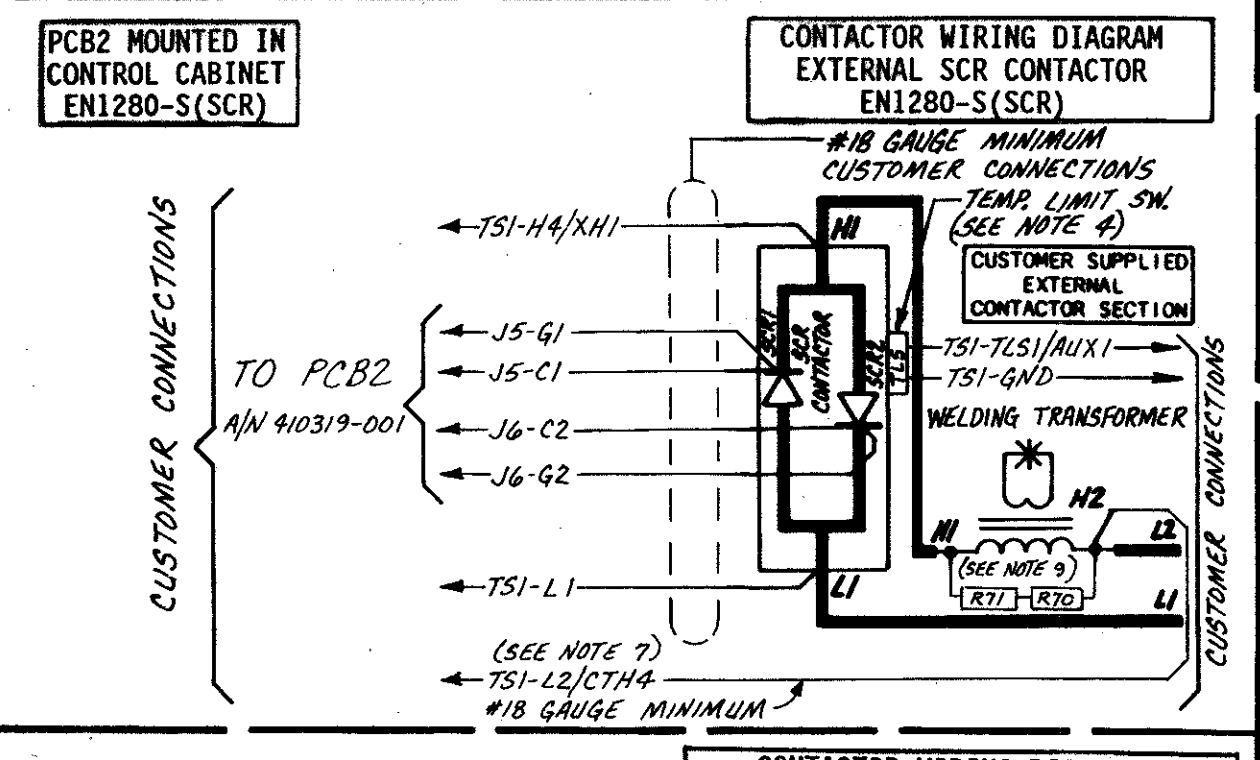 PCB2 MOUNTED IN
CONTROL CABINET
EN1280-S(SCR)
CONTACTOR WIRING DIAGRAM
EXTERNAL SCR CONTACTOR
EN1280-S(SCR)
#18 GAUGE MINIMUM
CUSTOMER CONNECTIONS
TEMP. LIMIT SW.
(SEE NOTE 4)
CUSTOMER SUPPLIED
EXTERNAL
CONTACTOR SECTION
CUSTOMER CONNECTIONS
TO PCB2
A/N 410319-001
TS1-H4/XH1
J5-G1
J5-C1
J6-C2
J6-G2
TS1-L1
(SEE NOTE 7)
TS1-L2/CTH4
#18 GAUGE MINIMUM
H1
SCR1
SCR
CONTACTOR
SCR2
TLS
L1
TS1-TLS1/AUX1
TS1-GND
WELDING TRANSFORMER
H2
H1
L2
(SEE NOTE 9)
R71
R70
L1
CUSTOMER CONNECTIONS